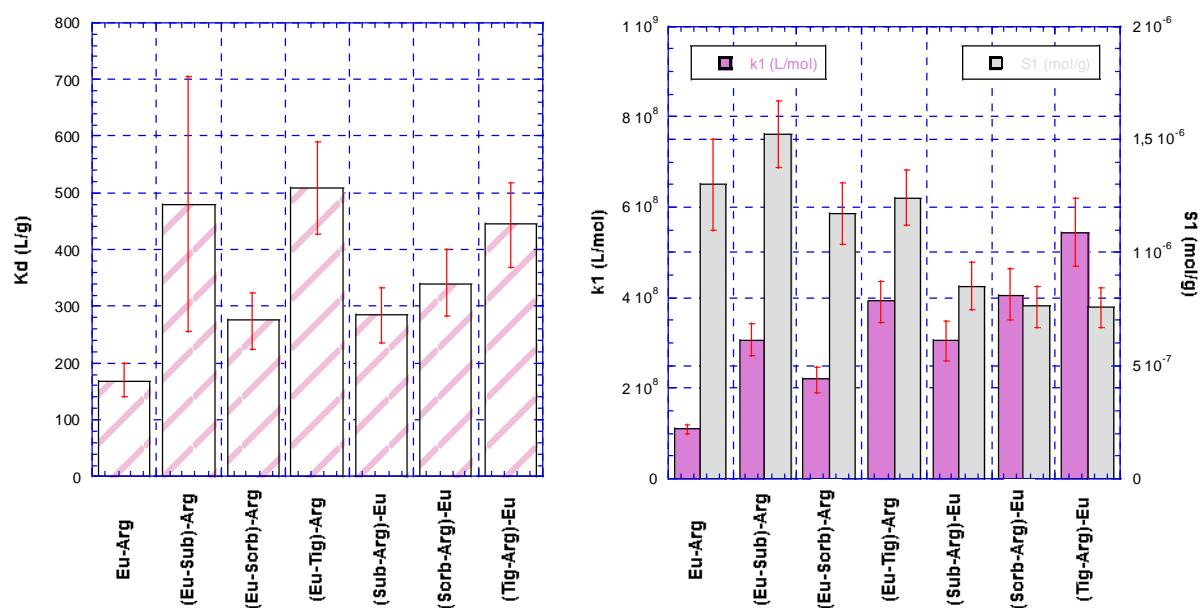 Kd (L/g)
800
700
600
500
400
300
200
100
0
Eu-Arg
(Eu-Sub)-Arg
(Eu-Sorb)-Arg
(Eu-Tig)-Arg
(Sub-Arg)-Eu
(Sorb-Arg)-Eu
(Tig-Arg)-Eu
k1 (L/mol)
1 10⁹
8 10⁸
6 10⁸
4 10⁸
2 10⁸
0
k1 (L/mol)
S1 (mol/g)
2 10⁻⁶
1,5 10⁻⁶
1 10⁻⁶
5 10⁻⁷
0
S1 (mol/g)
Eu-Arg
(Eu-Sub)-Arg
(Eu-Sorb)-Arg
(Eu-Tig)-Arg
(Sub-Arg)-Eu
(Sorb-Arg)-Eu
(Tig-Arg)-Eu